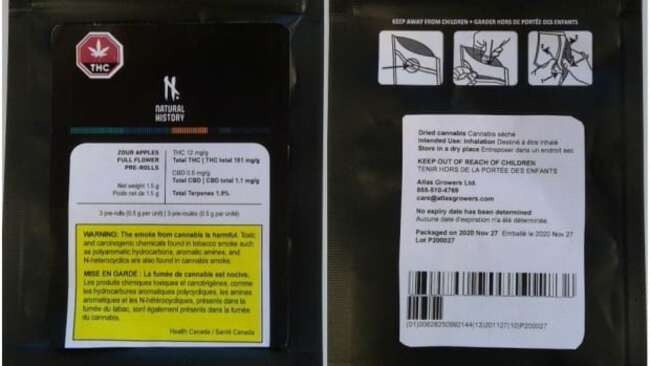 THC
N.
NATURAL
HISTORY
ZOUR APPLES
FULL FLOWER
PRE-ROLLS
Net weight 1.5 g
Poids net de 1.5 g
THC 12 mg/g
Total THC | THC total 181 mg/g
CBD 0.6 mg/g
Total CBD | CBD total 1.1 mg/g
Total Terpenes 1.8%
3 pre-rolls (0.5 g per unit) | 3 pre-roulés (0.5 g par unité)
WARNING: The smoke from cannabis is harmful. Toxic
and carcinogenic chemicals found in tobacco smoke such
as polyaromatic hydrocarbons, aromatic amines, and
N-heterocyclics are also found in cannabis smoke.
MISE EN GARDE : La fumée de cannabis est nocive.
Les produits chimiques toxiques et cancérigènes, comme
les hydrocarbures aromatiques polycycliques, les amines
aromatiques et les N-hétérocycliques, présents dans la
fumée du tabac, sont également présents dans la fumée
du cannabis.
Health Canada / Santé Canada
KEEP AWAY FROM CHILDREN • GARDER HORS DE PORTÉE DES ENFANTS
Dried cannabis Cannabis séché
Intended Use: Inhalation Destiné à être inhalé
Store in a dry place Entreposer dans un endroit sec
KEEP OUT OF REACH OF CHILDREN
TENIR HORS DE LA PORTÉE DES ENFANTS
Atlas Growers Ltd.
855-510-4769
care@atlasgrowers.com
No expiry date has been determined
Aucune date d'expiration n'a été déterminée.
Packaged on 2020 Nov 27 Emballé le 2020 Nov 27
Lot P200027
(01)00628250992144(13)201127(10)P200027